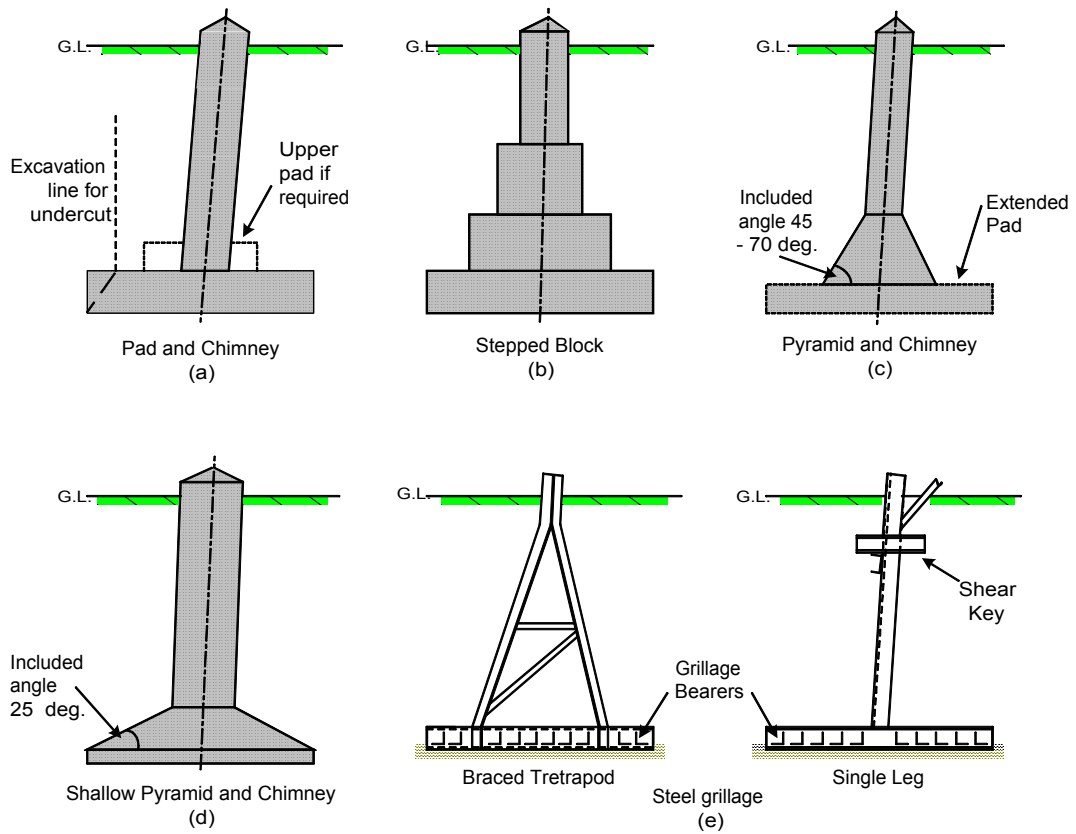 G.L.
Excavation
line for
undercut
Upper
pad if
required
Pad and Chimney
(a)
G.L.
Stepped Block
(b)
G.L.
Included
angle 45
- 70 deg.
Extended
Pad
Pyramid and Chimney
(c)
G.L.
Included
angle
25 deg.
Shallow Pyramid and Chimney
(d)
G.L.
Grillage
Bearers
Braced Tretrapod
G.L.
Shear
Key
Single Leg
Steel grillage
(e)